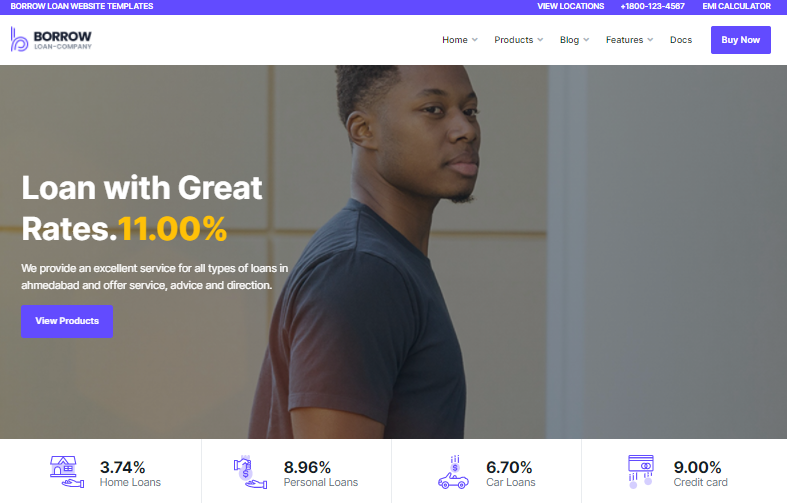 BORROW LOAN WEBSITE TEMPLATES
VIEW LOCATIONS +1800-123-4567 EMI CALCULATOR
BORROW
LOAN-COMPANY
Home Products Blog Features Docs Buy Now
Loan with Great
Rates.11.00%
We provide an excellent service for all types of loans in
ahmedabad and offer service, advice and direction.
View Products
3.74%
Home Loans
8.96%
Personal Loans
6.70%
Car Loans
9.00%
Credit card